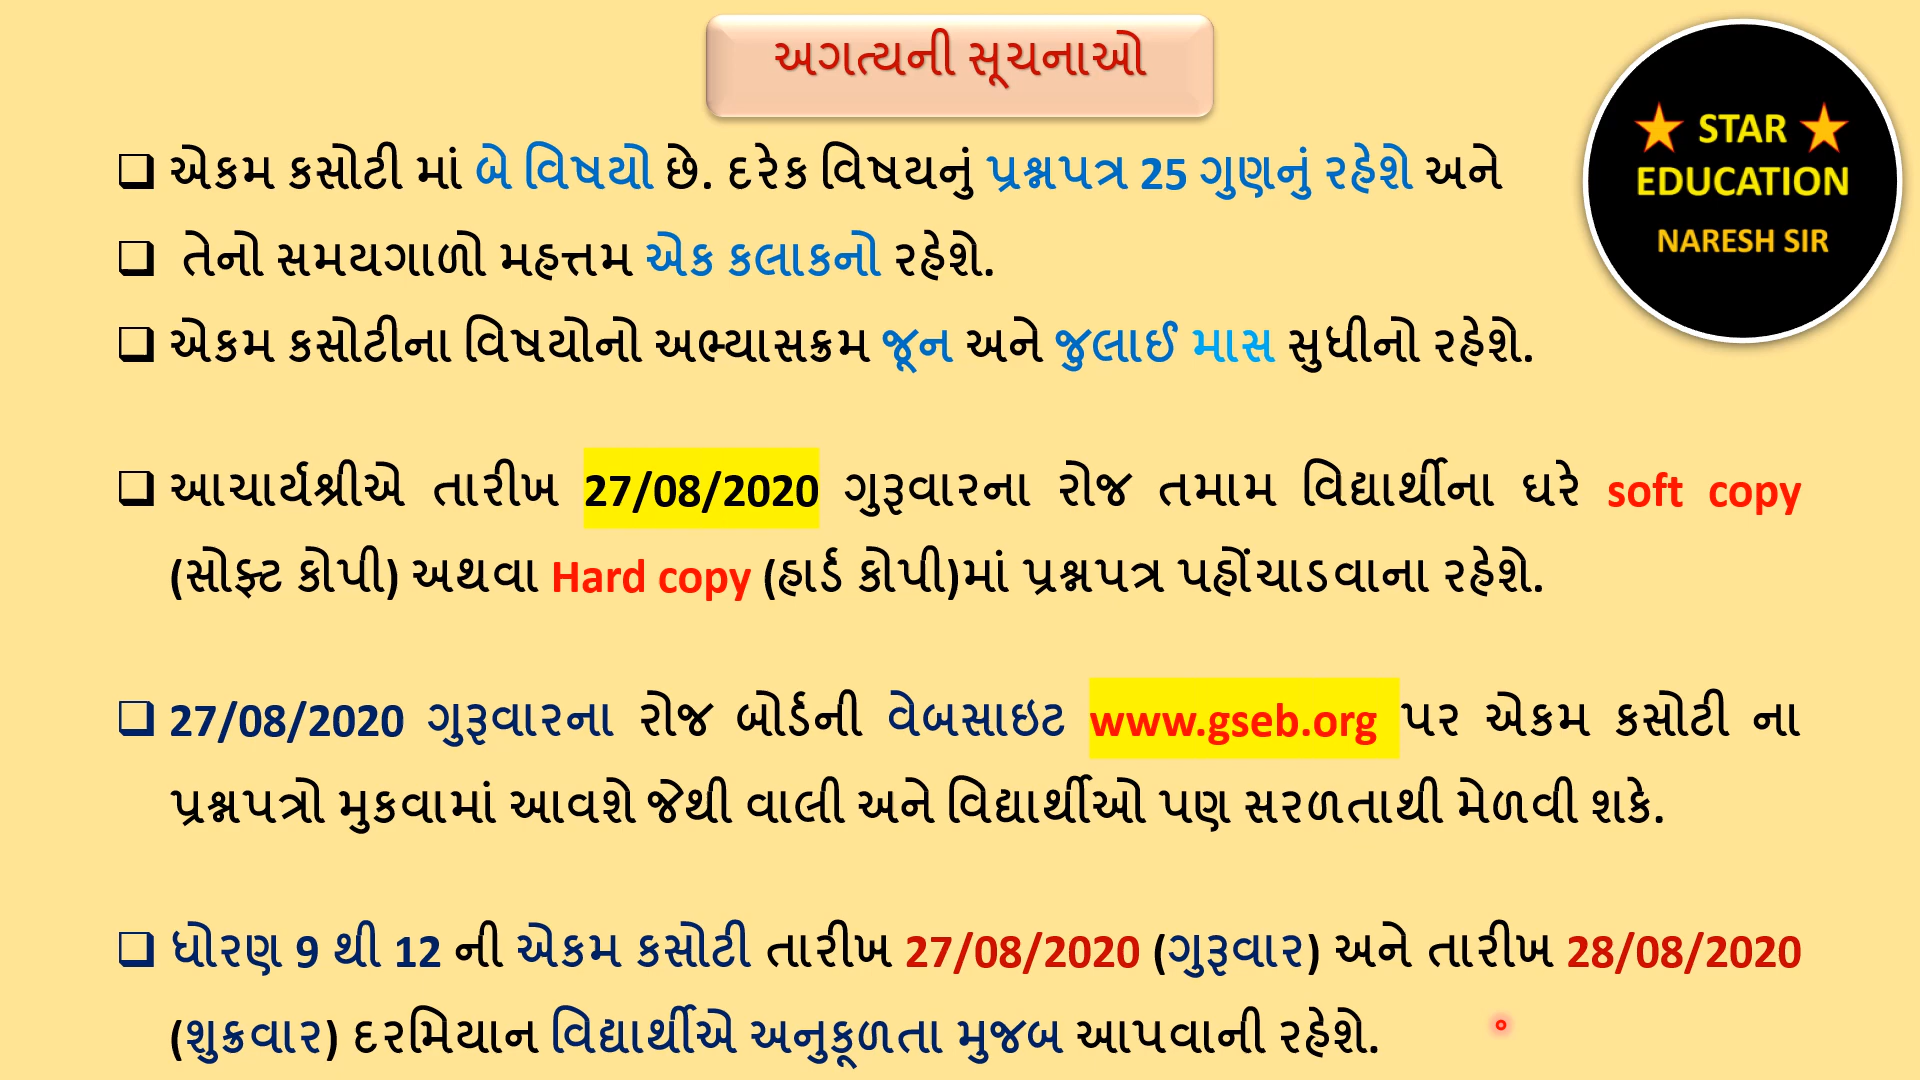 અગત્યની સૂચનાઓ
STAR
EDUCATION
NARESH SIR
એકમ કસોટી માં બે વિષયો છે. દરેક વિષયનું પ્રશ્નપત્ર 25 ગુણનું રહેશે અને
તેનો સમયગાળો મહત્તમ એક કલાકનો રહેશે.
એકમ કસોટીના વિષયોનો અભ્યાસક્રમ જૂન અને જુલાઈ માસ સુધીનો રહેશે.
આચાર્યશ્રીએ તારીખ 27/08/2020 ગુરૂવારના રોજ તમામ વિદ્યાર્થીના ઘરે soft copy
(સોફ્ટ કોપી) અથવા Hard copy (હાર્ડ કોપી)માં પ્રશ્નપત્ર પહોંચાડવાના રહેશે.
27/08/2020 ગુરૂવારના રોજ બોર્ડની વેબસાઇટ www.gseb.org પર એકમ કસોટી ના
પ્રશ્નપત્રો મુકવામાં આવશે જેથી વાલી અને વિદ્યાર્થીઓ પણ સરળતાથી મેળવી શકે.
ધોરણ 9 થી 12 ની એકમ કસોટી તારીખ 27/08/2020 (ગુરૂવાર) અને તારીખ 28/08/2020
(શુક્રવાર) દરમિયાન વિદ્યાર્થીએ અનુકૂળતા મુજબ આપવાની રહેશે.